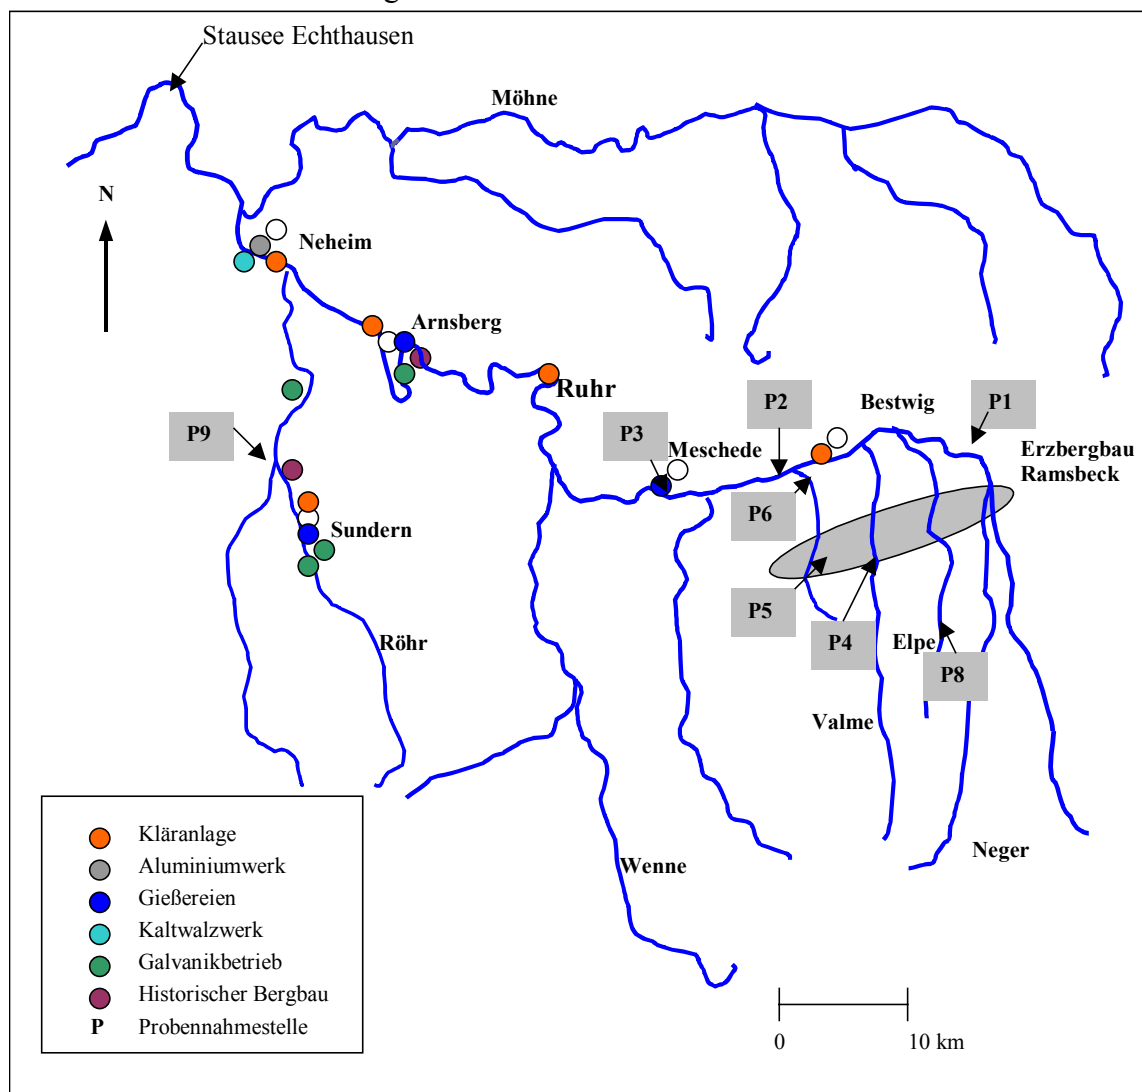 Stausee Echthausen
Möhne
N
Neheim
Arnsberg
Ruhr
Bestwig
P2
P1
P9
P3
Meschede
Erzbergbau
Ramsbeck
P6
Sundern
P5
P4
Elpe
Röhr
P8
Valme
Kläranlage
Aluminiumwerk
Gießereien
Kaltwalzwerk
Galvanikbetrieb
Historischer Bergbau
P Probennahmestelle
Wenne
Neger
0 10 km